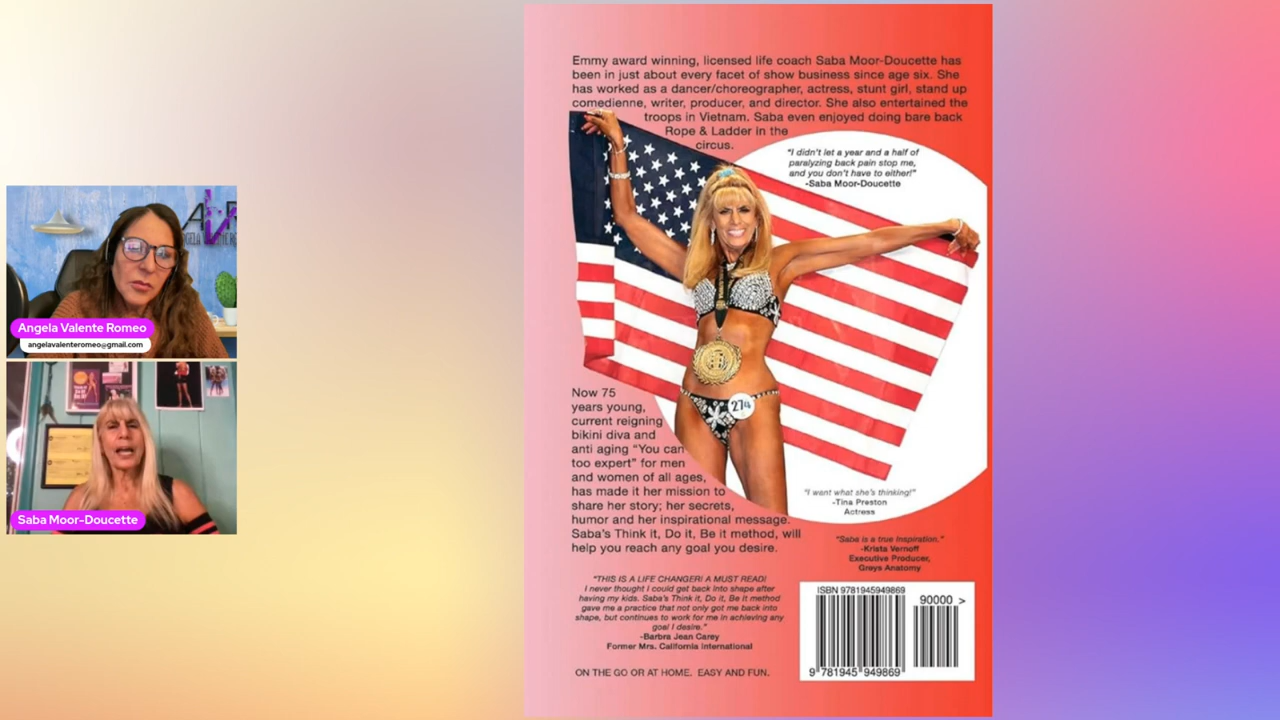 Emmy award winning, licensed life coach Saba Moor-Doucette has
been in just about every facet of show business since age six. She
has worked as a dancer/choreographer, actress, stunt girl, stand up
comedienne, writer, producer, and director. She also entertained the
troops in Vietnam. Saba even enjoyed doing bare back
Rope & Ladder in the
circus.
"I didn't let a year and a half of
paralyzing back pain stop me,
and you don't have to either!"
-Saba Moor-Doucette
274
Now 75
years young,
current reigning
bikini diva and
anti aging "You can
too expert" for men
and women of all ages,
has made it her mission to
share her story; her secrets,
humor and her inspirational message.
Saba's Think it, Do it, Be it method, will
help you reach any goal you desire.
"I want what she's thinking!"
-Tina Preston
Actress
"Saba is a true Inspiration."
-Krista Vernoff
Executive Producer,
Greys Anatomy
"THIS IS A LIFE CHANGER! A MUST READ!
I never thought I could get back into shape after
having my kids. Saba's Think it, Do it, Be it method
gave me a practice that not only got me back into
shape, but continues to work for me in achieving any
goal I desire."
-Barbra Jean Carey
Former Mrs. California International
ON THE GO OR AT HOME. EASY AND FUN.
ISBN 9781945949869
90000 >
9 781945 949869
Angela Valente Romeo
angelavalenteromeo@gmail.com
Saba Moor-Doucette